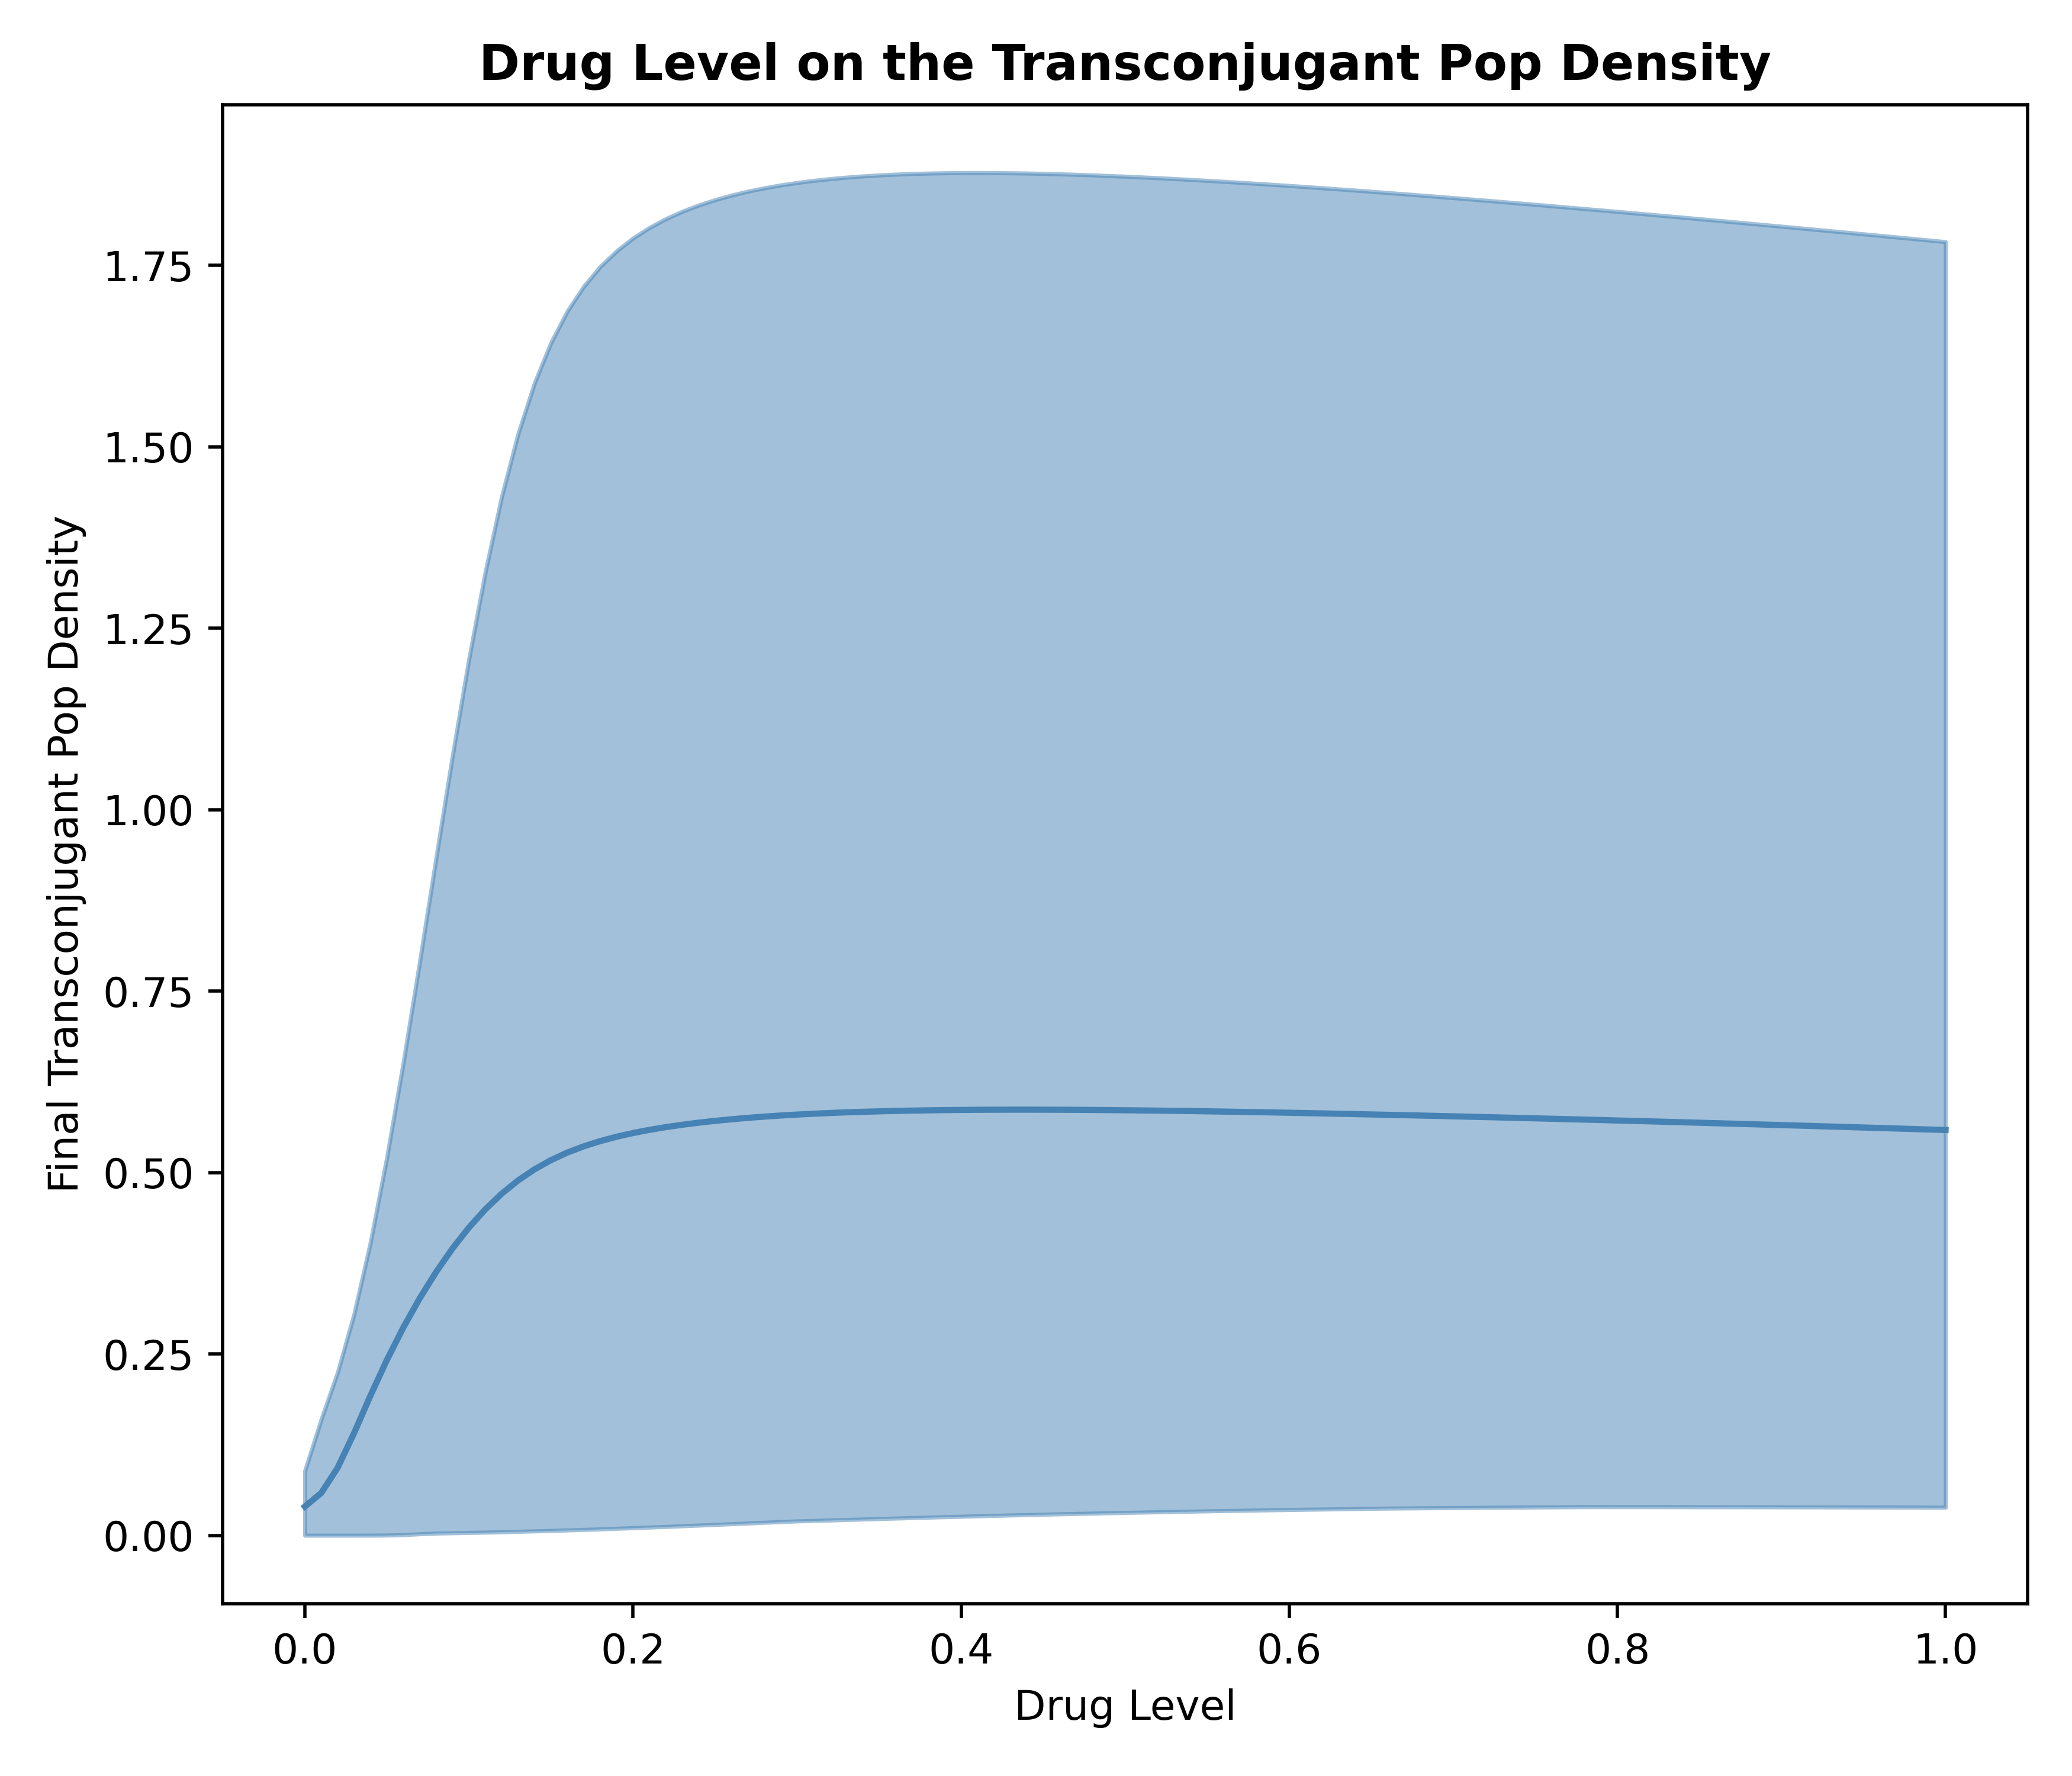 Drug Level on the Transconjugant Pop Density
Final Transconjugant Pop Density
1.75
1.50
1.25
1.00
0.75
0.50
0.25
0.00
0.0 0.2 0.4 0.6 0.8 1.0
Drug Level